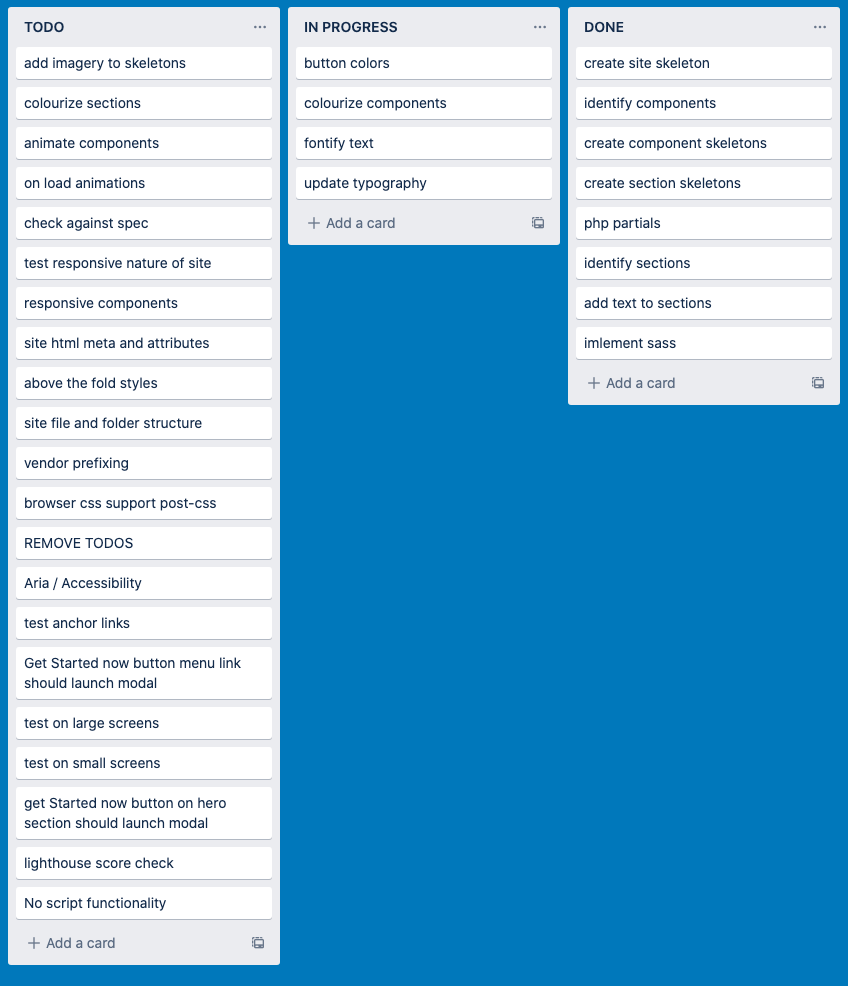 TODO
add imagery to skeletons
colourize sections
animate components
on load animations
check against spec
test responsive nature of site
responsive components
site html meta and attributes
above the fold styles
site file and folder structure
vendor prefixing
browser css support post-css
REMOVE TODOS
Aria / Accessibility
test anchor links
Get Started now button menu link
should launch modal
test on large screens
test on small screens
get Started now button on hero
section should launch modal
lighthouse score check
No script functionality
+ Add a card
IN PROGRESS
button colors
colourize components
fontify text
update typography
+ Add a card
DONE
create site skeleton
identify components
create component skeletons
create section skeletons
php partials
identify sections
add text to sections
imlement sass
+ Add a card